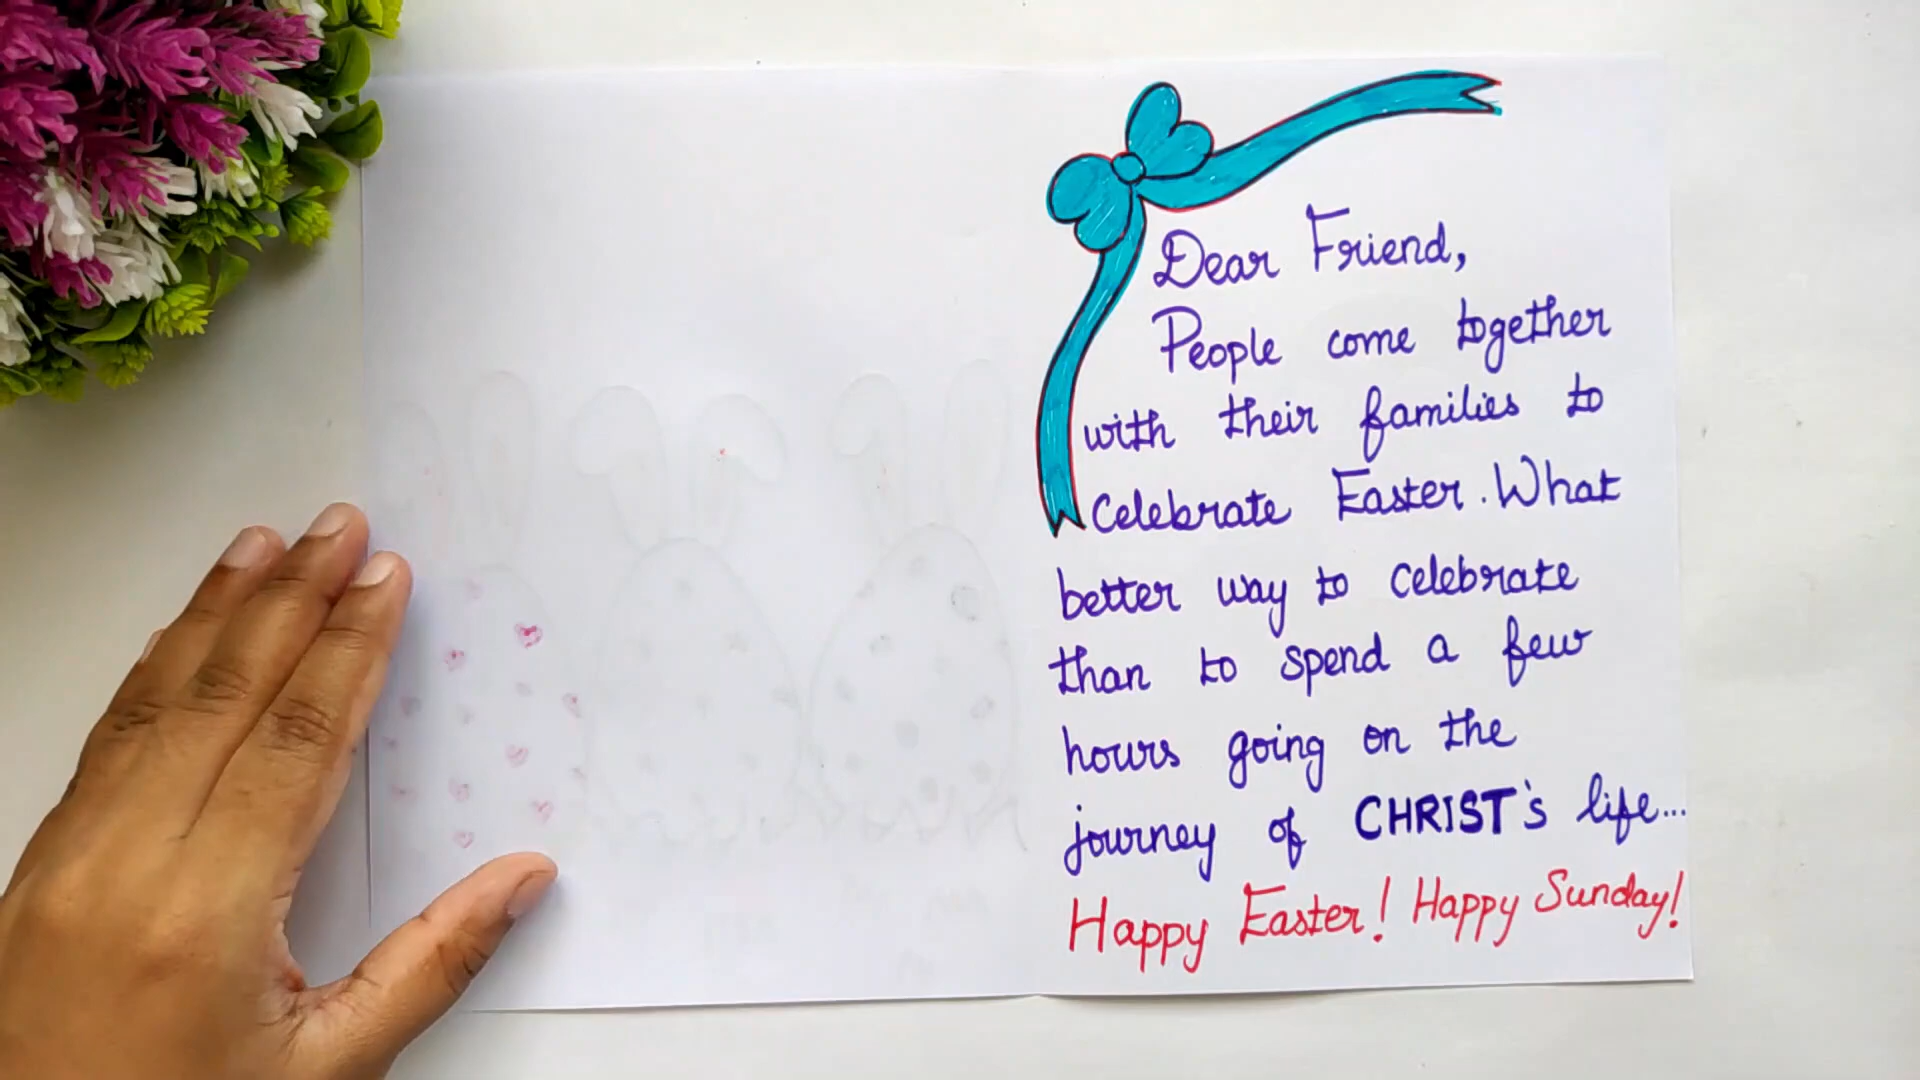 Dear Friend,
People come together
with their families to
celebrate Easter. What
better way to celebrate
than to spend a few
hours going on the
journey of CHRIST's life...
Happy Easter! Happy Sunday!